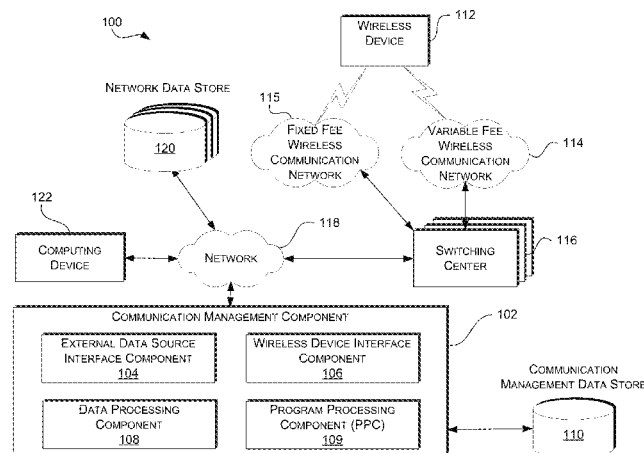 100
WIRELESS
DEVICE
112
NETWORK DATA STORE
120
115
FIXED FEE
WIRELESS
COMMUNICATION
NETWORK
VARIABLE FEE
WIRELESS
COMMUNICATION
NETWORK
114
122
COMPUTING
DEVICE
118
NETWORK
SWITCHING
CENTER
116
COMMUNICATION MANAGEMENT COMPONENT
102
EXTERNAL DATA SOURCE
INTERFACE COMPONENT
104
WIRELESS DEVICE INTERFACE
COMPONENT
106
DATA PROCESSING
COMPONENT
108
PROGRAM PROCESSING
COMPONENT (PPC)
109
COMMUNICATION
MANAGEMENT DATA STORE
110